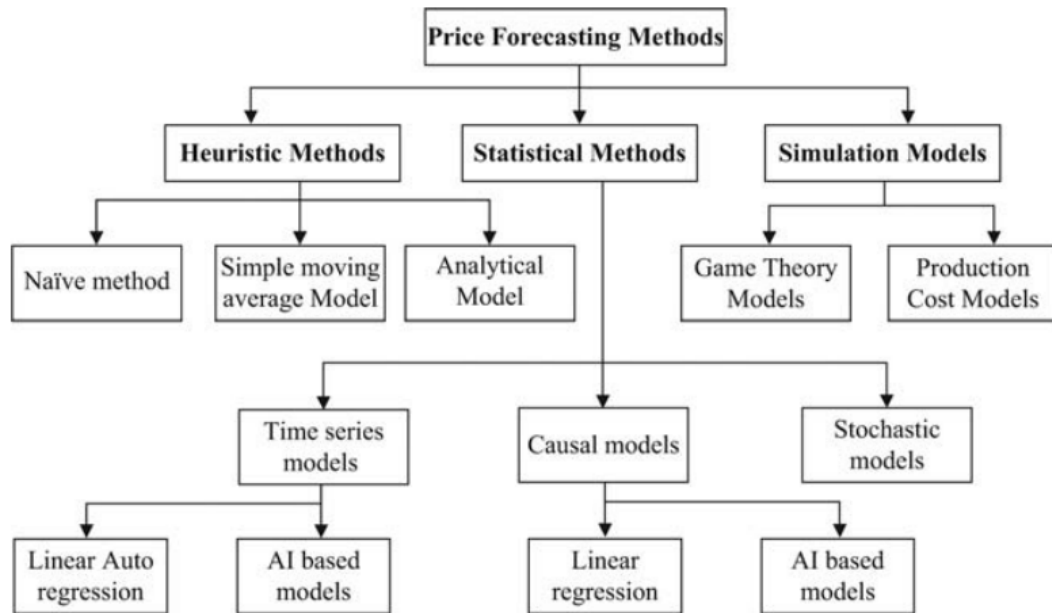 Price Forecasting Methods
Heuristic Methods
Statistical Methods
Simulation Models
Naïve method
Simple moving
average Model
Analytical
Model
Game Theory
Models
Production
Cost Models
Time series
models
Causal models
Stochastic
models
Linear Auto
regression
AI based
models
Linear
regression
AI based
models